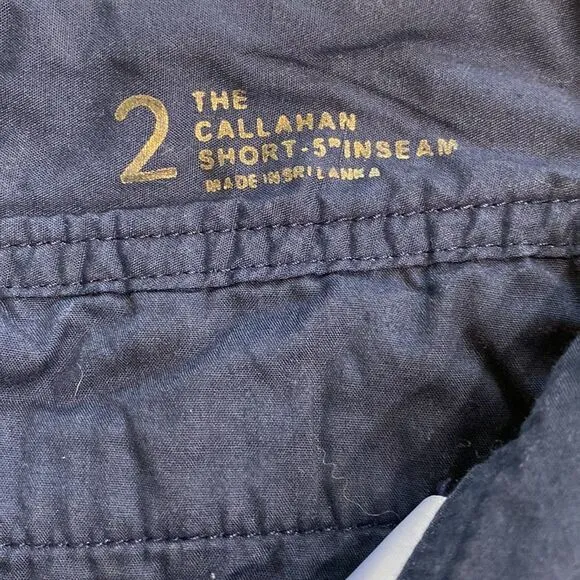 2
THE
CALLAHAN
SHORT-5"INSEAM
MADE IN SRI LANKA